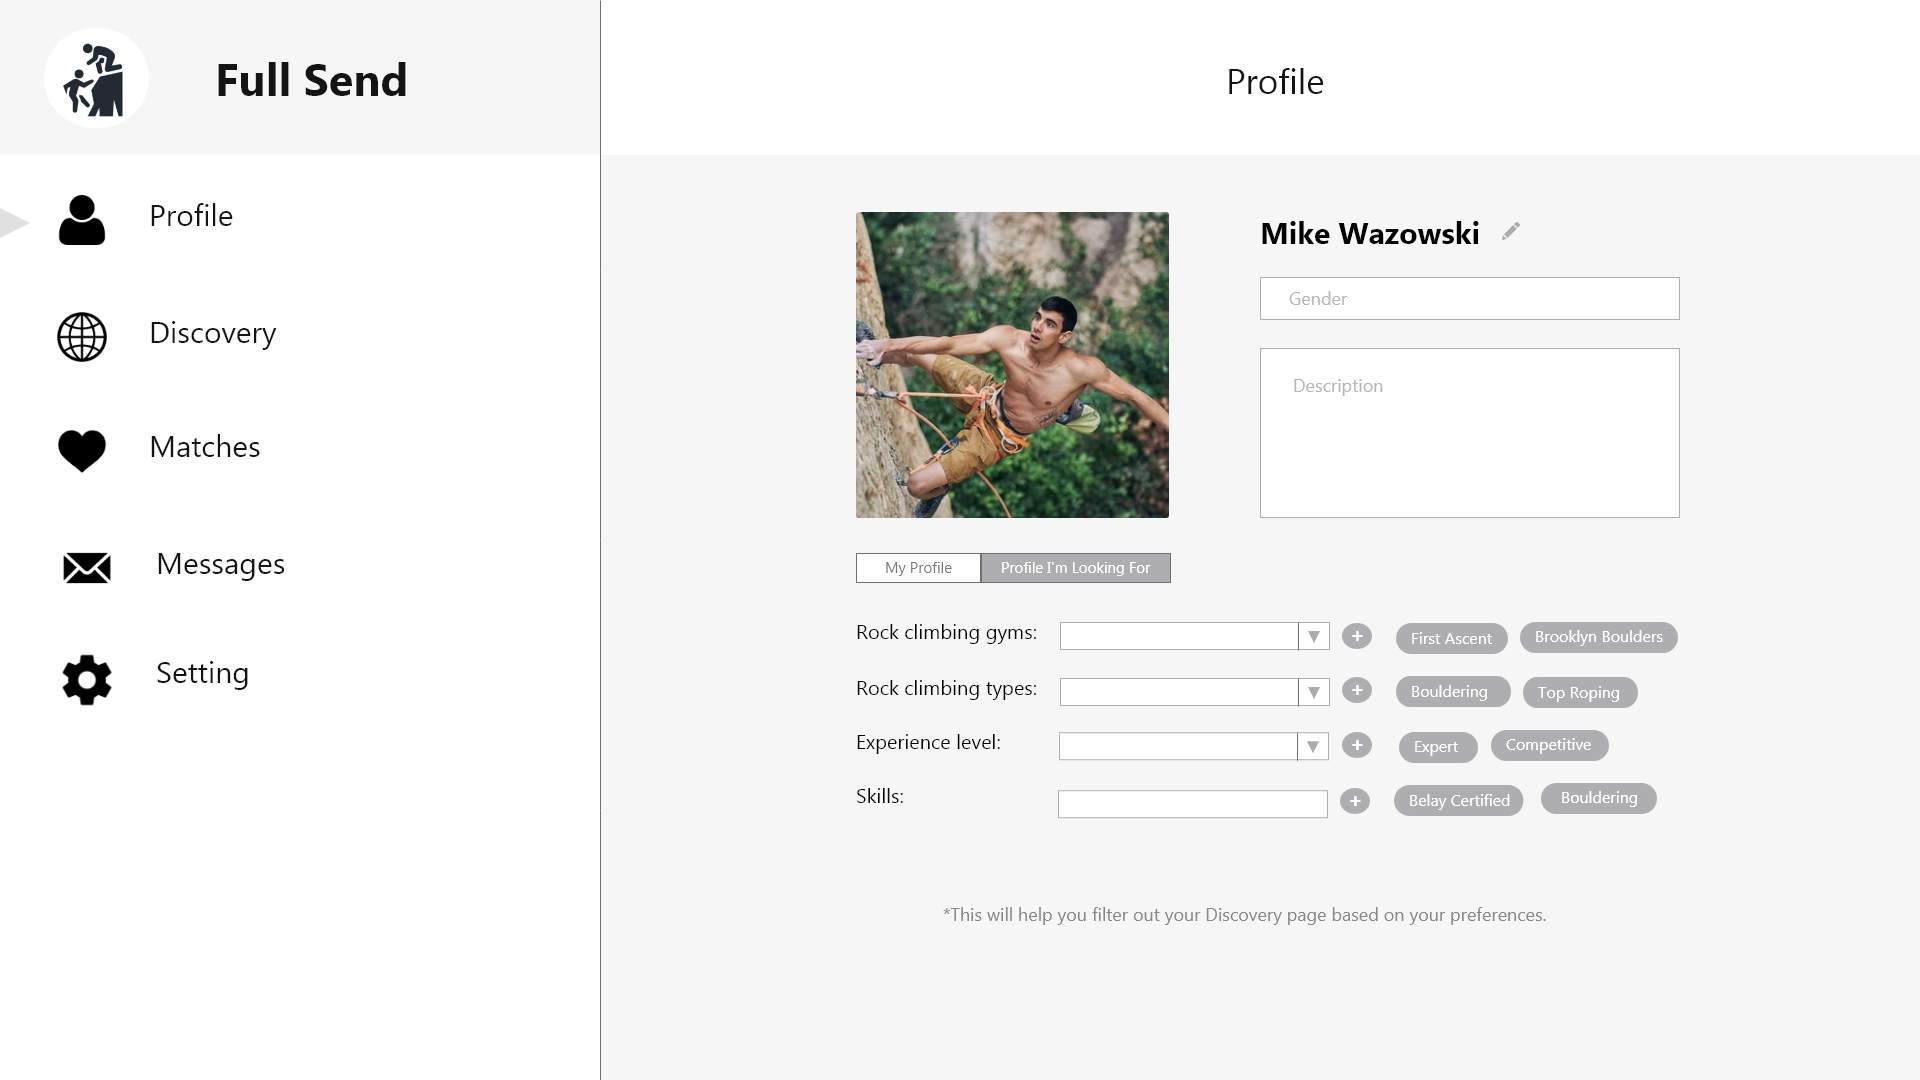 Full Send
Profile
Profile
Discovery
Matches
Messages
Setting
Mike Wazowski
Gender
Description
My Profile
Profile I'm Looking For
Rock climbing gyms:
+
First Ascent
Brooklyn Boulders
Rock climbing types:
+
Bouldering
Top Roping
Experience level:
+
Expert
Competitive
Skills:
+
Belay Certified
Bouldering
*This will help you filter out your Discovery page based on your preferences.